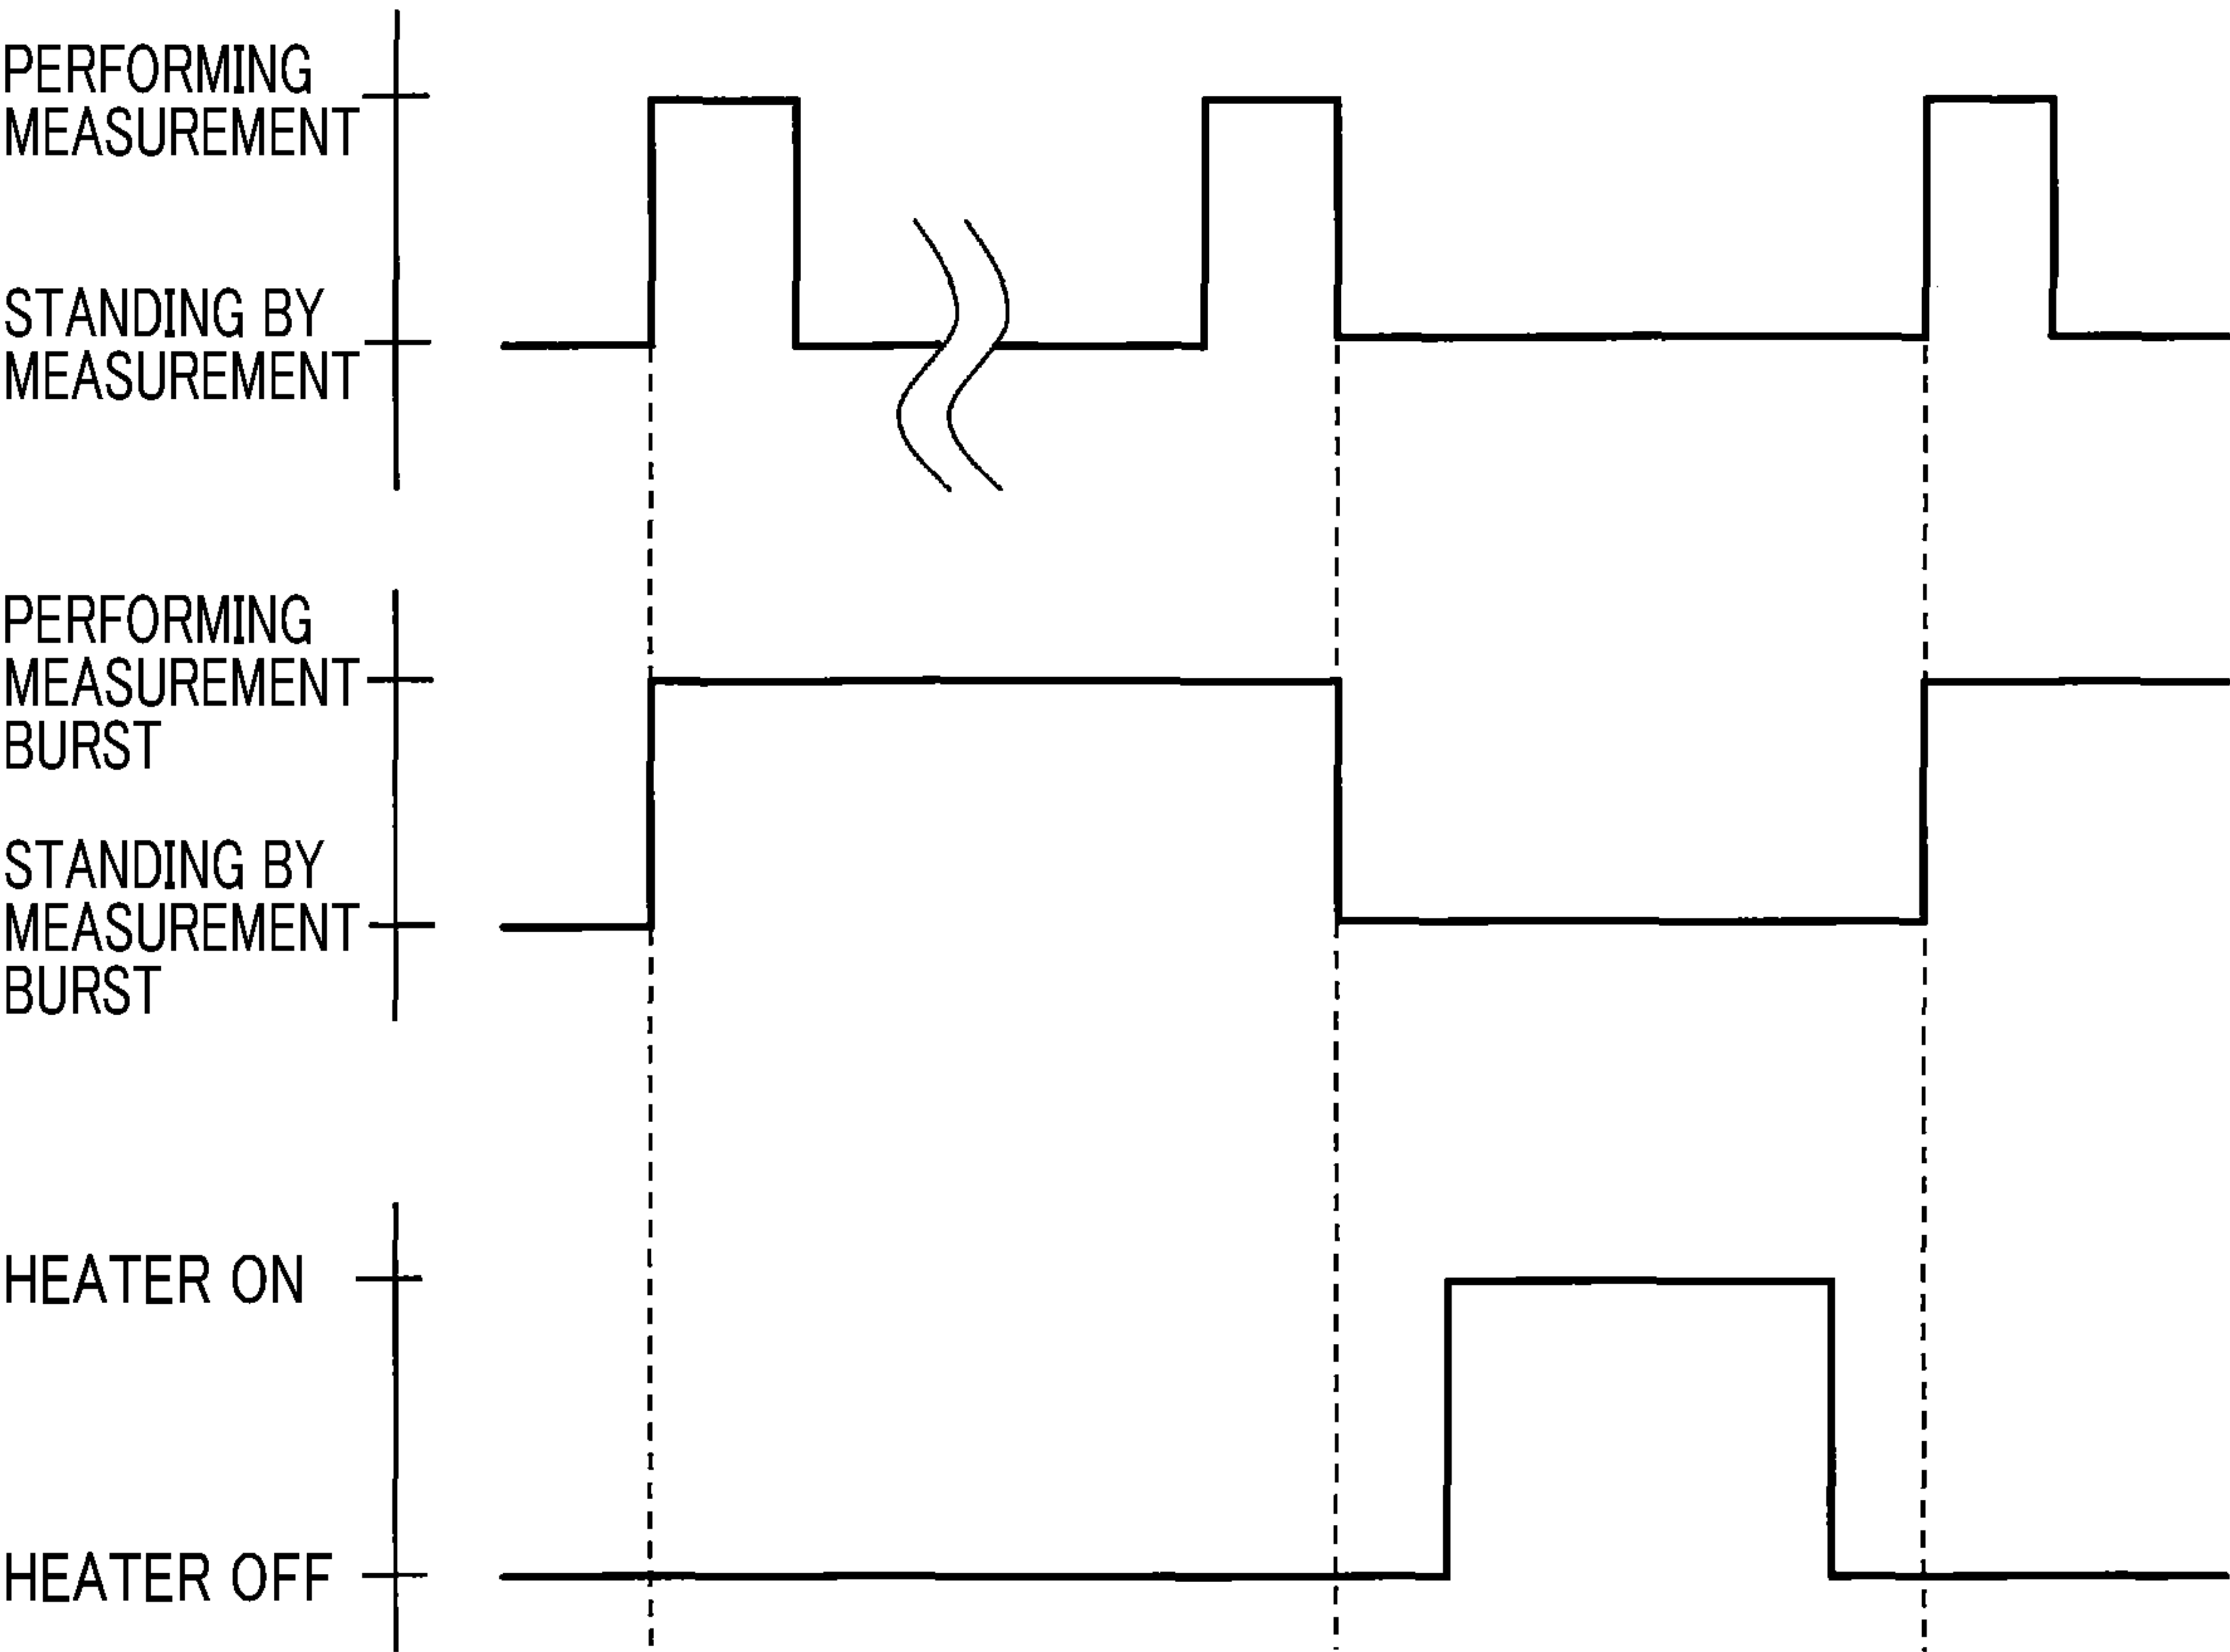 PERFORMING
MEASUREMENT
STANDING BY
MEASUREMENT
PERFORMING
MEASUREMENT
BURST
STANDING BY
MEASUREMENT
BURST
HEATER ON
HEATER OFF